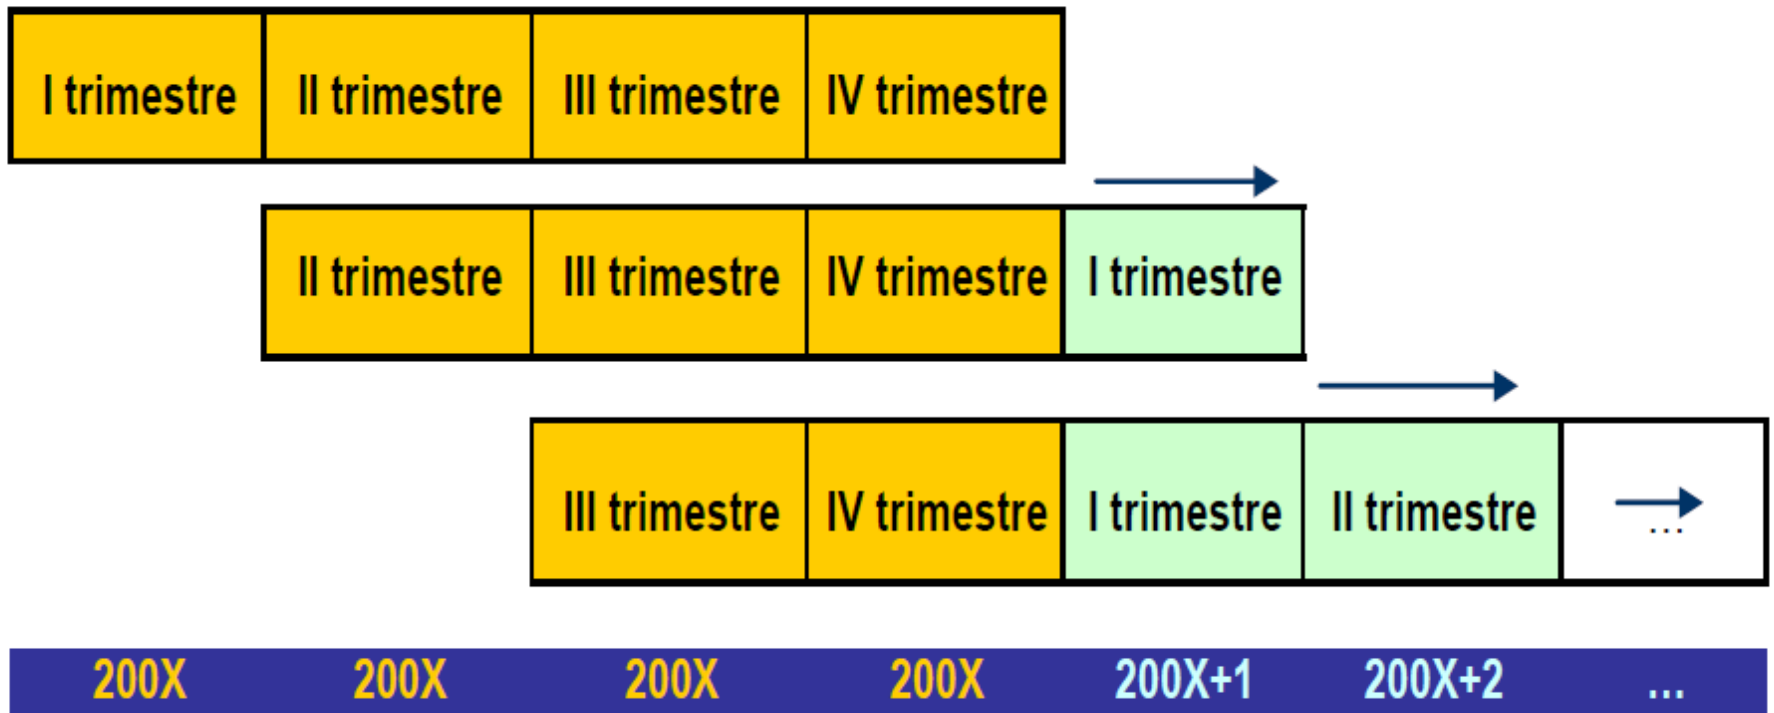 I trimestre II trimestre III trimestre IV trimestre
II trimestre III trimestre IV trimestre I trimestre
III trimestre IV trimestre I trimestre II trimestre ...
200X 200X 200X 200X 200X+1 200X+2 ...